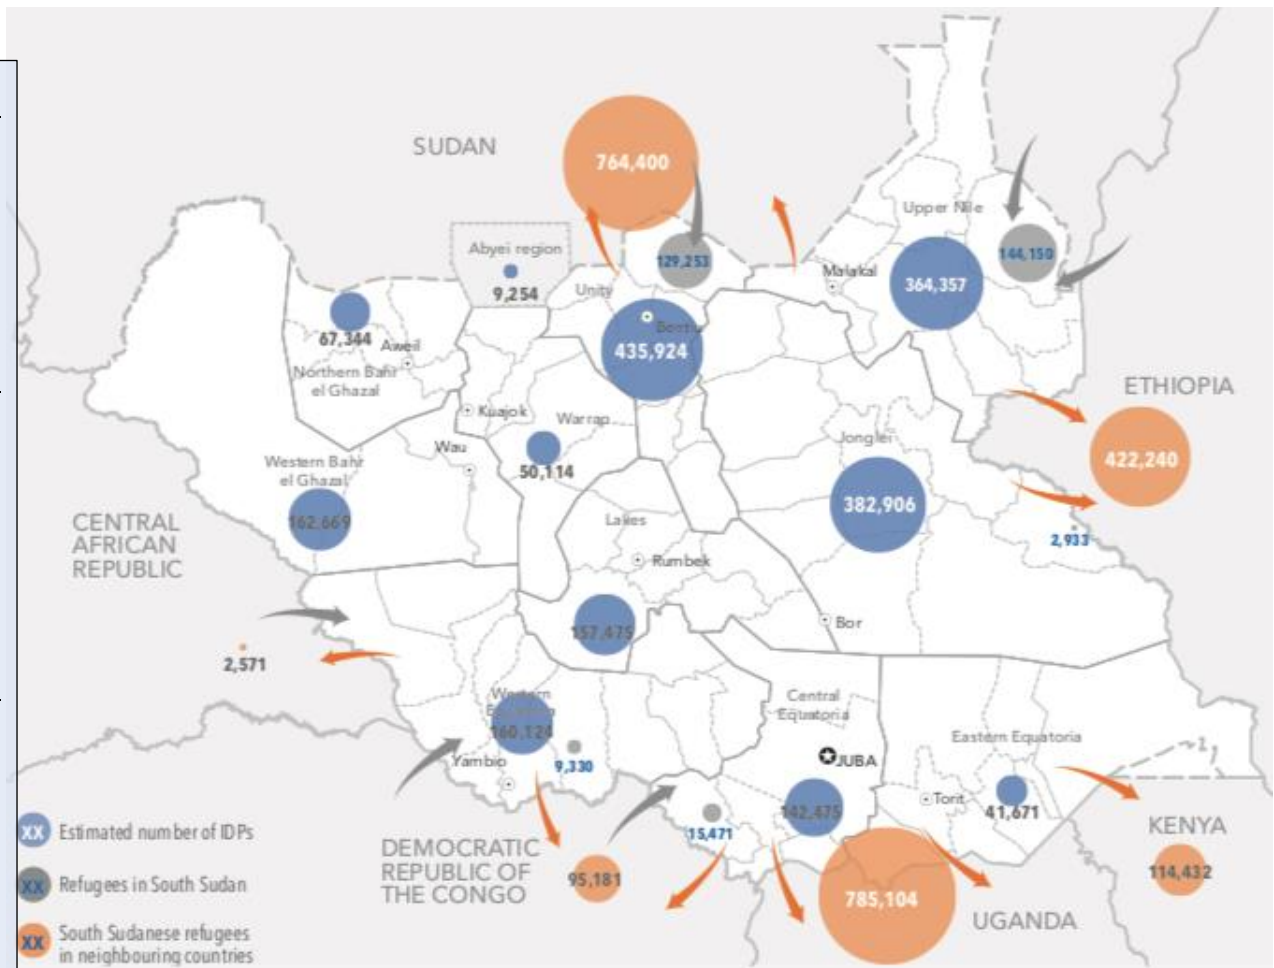 SUDAN
764,400
Upper Nile
Abyei region
9,254
129,253
144,150
Unity
Malakal
364,357
67,344
Aweil
Northern Bahr
el Ghazal
Bentiu
435,924
ETHIOPIA
422,240
Kuajok
Warrap
Wau
50,114
Jonglei
382,906
Western Bahr
el Ghazal
162,669
CENTRAL
AFRICAN
REPUBLIC
Lakes
Rumbek
2,933
157,475
Bor
2,571
Western
160,124
Yambio
9,330
Central
Equatoria
JUBA
Eastern Equatoria
Torit
41,671
142,475
15,471
KENYA
114,432
DEMOCRATIC
REPUBLIC OF
THE CONGO
95,181
785,104
UGANDA
XX Estimated number of IDPs
XX Refugees in South Sudan
XX South Sudanese refugees
in neighbouring countries